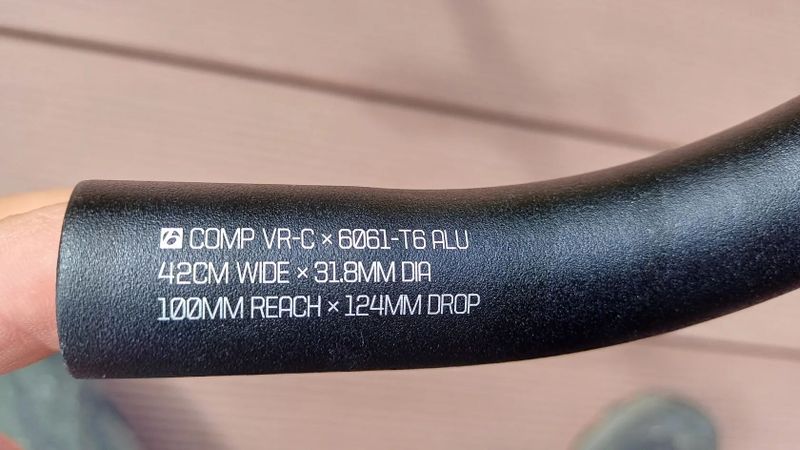 COMP VR-C × 6061-T6 ALU
42CM WIDE × 31.8MM DIA
100MM REACH × 124MM DROP